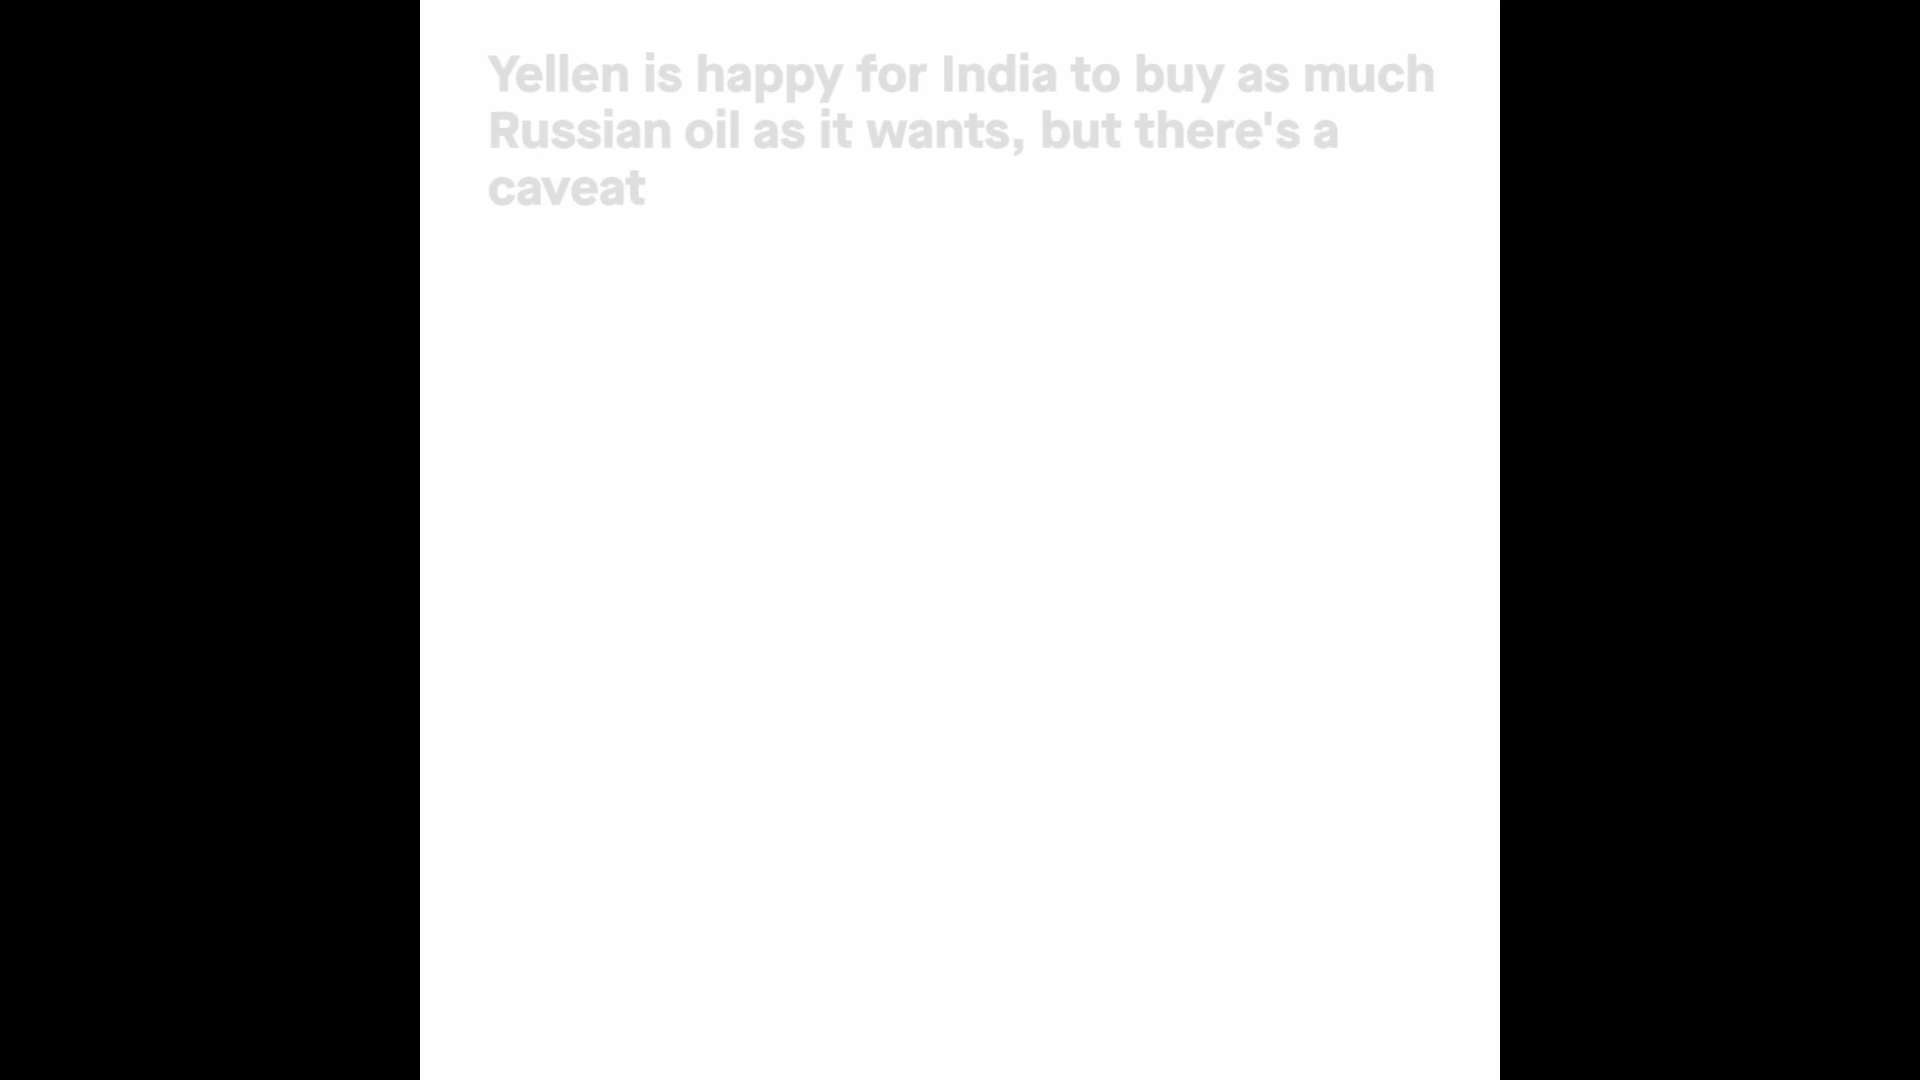 Yellen is happy for India to buy as much
Russian oil as it wants, but there's a
caveat